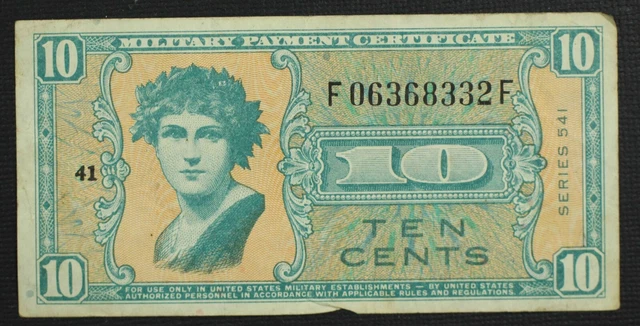 10 MILITARY PAYMENT CERTIFICATE 10
F06368332F
41
10
SERIES 541
TEN
CENTS
10 FOR USE ONLY IN UNITED STATES MILITARY ESTABLISHMENTS — BY UNITED STATES 10
AUTHORIZED PERSONNEL IN ACCORDANCE WITH APPLICABLE RULES AND REGULATIONS.